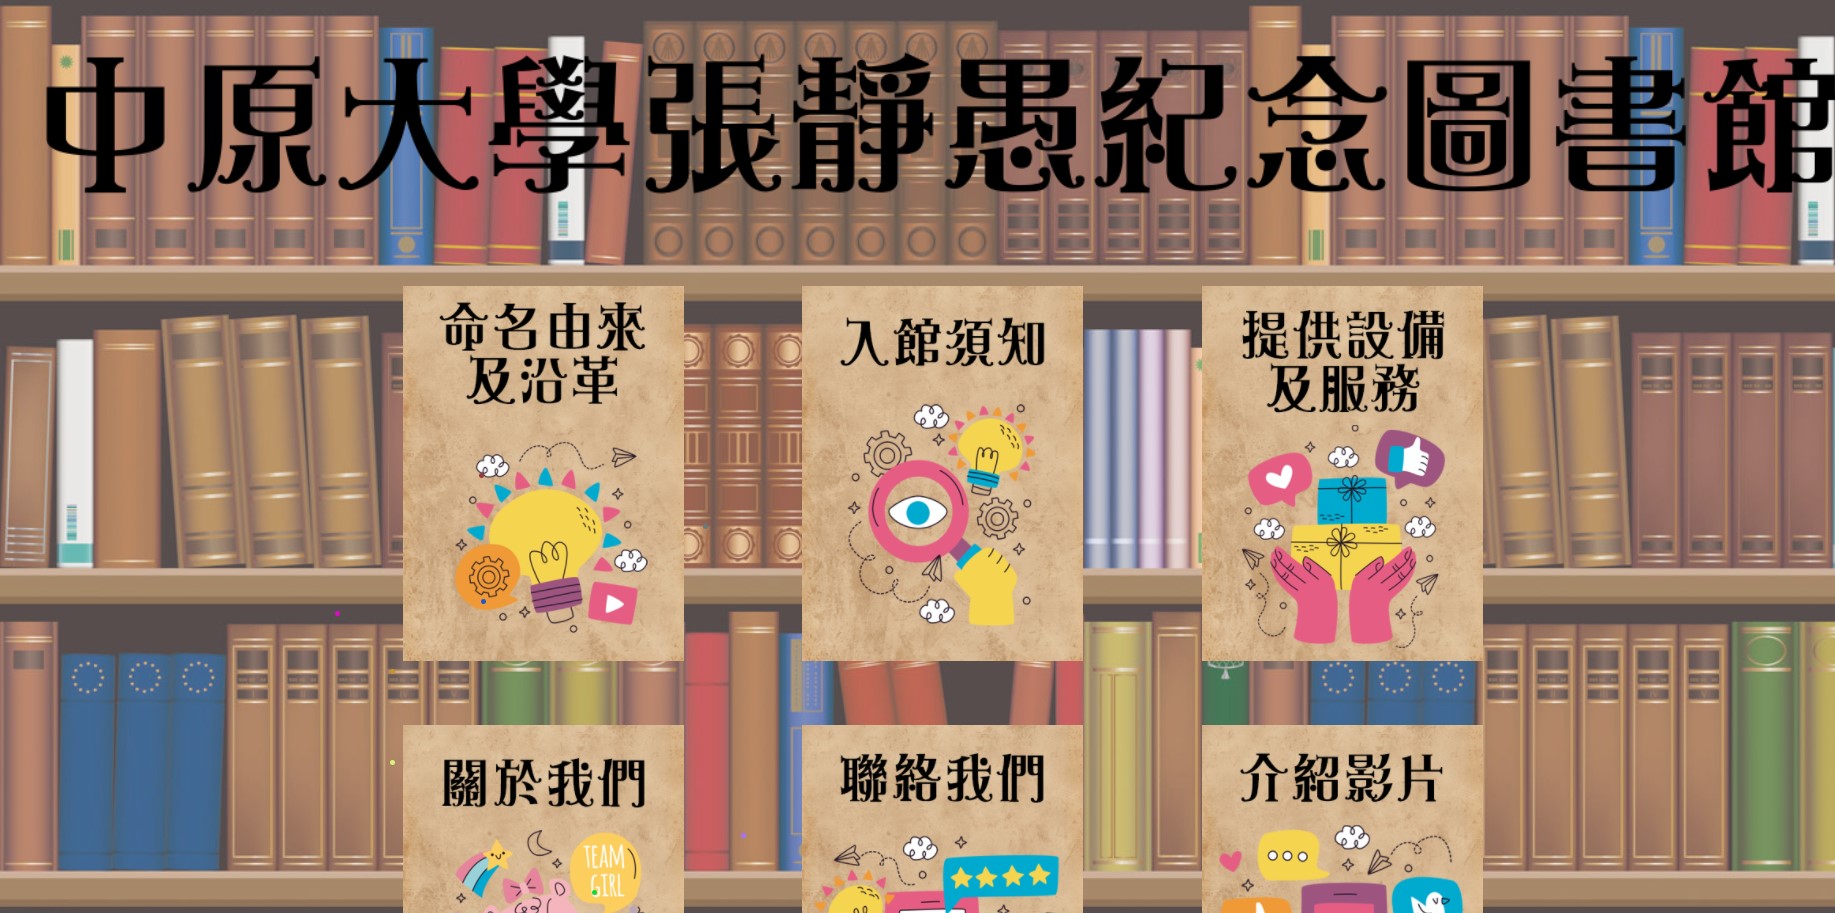 中原大學張靜愚紀念圖書館
命名由來
及沿革
入館須知
提供設備
及服務
關於我們
聯絡我們
介紹影片
TEAM
GIRL